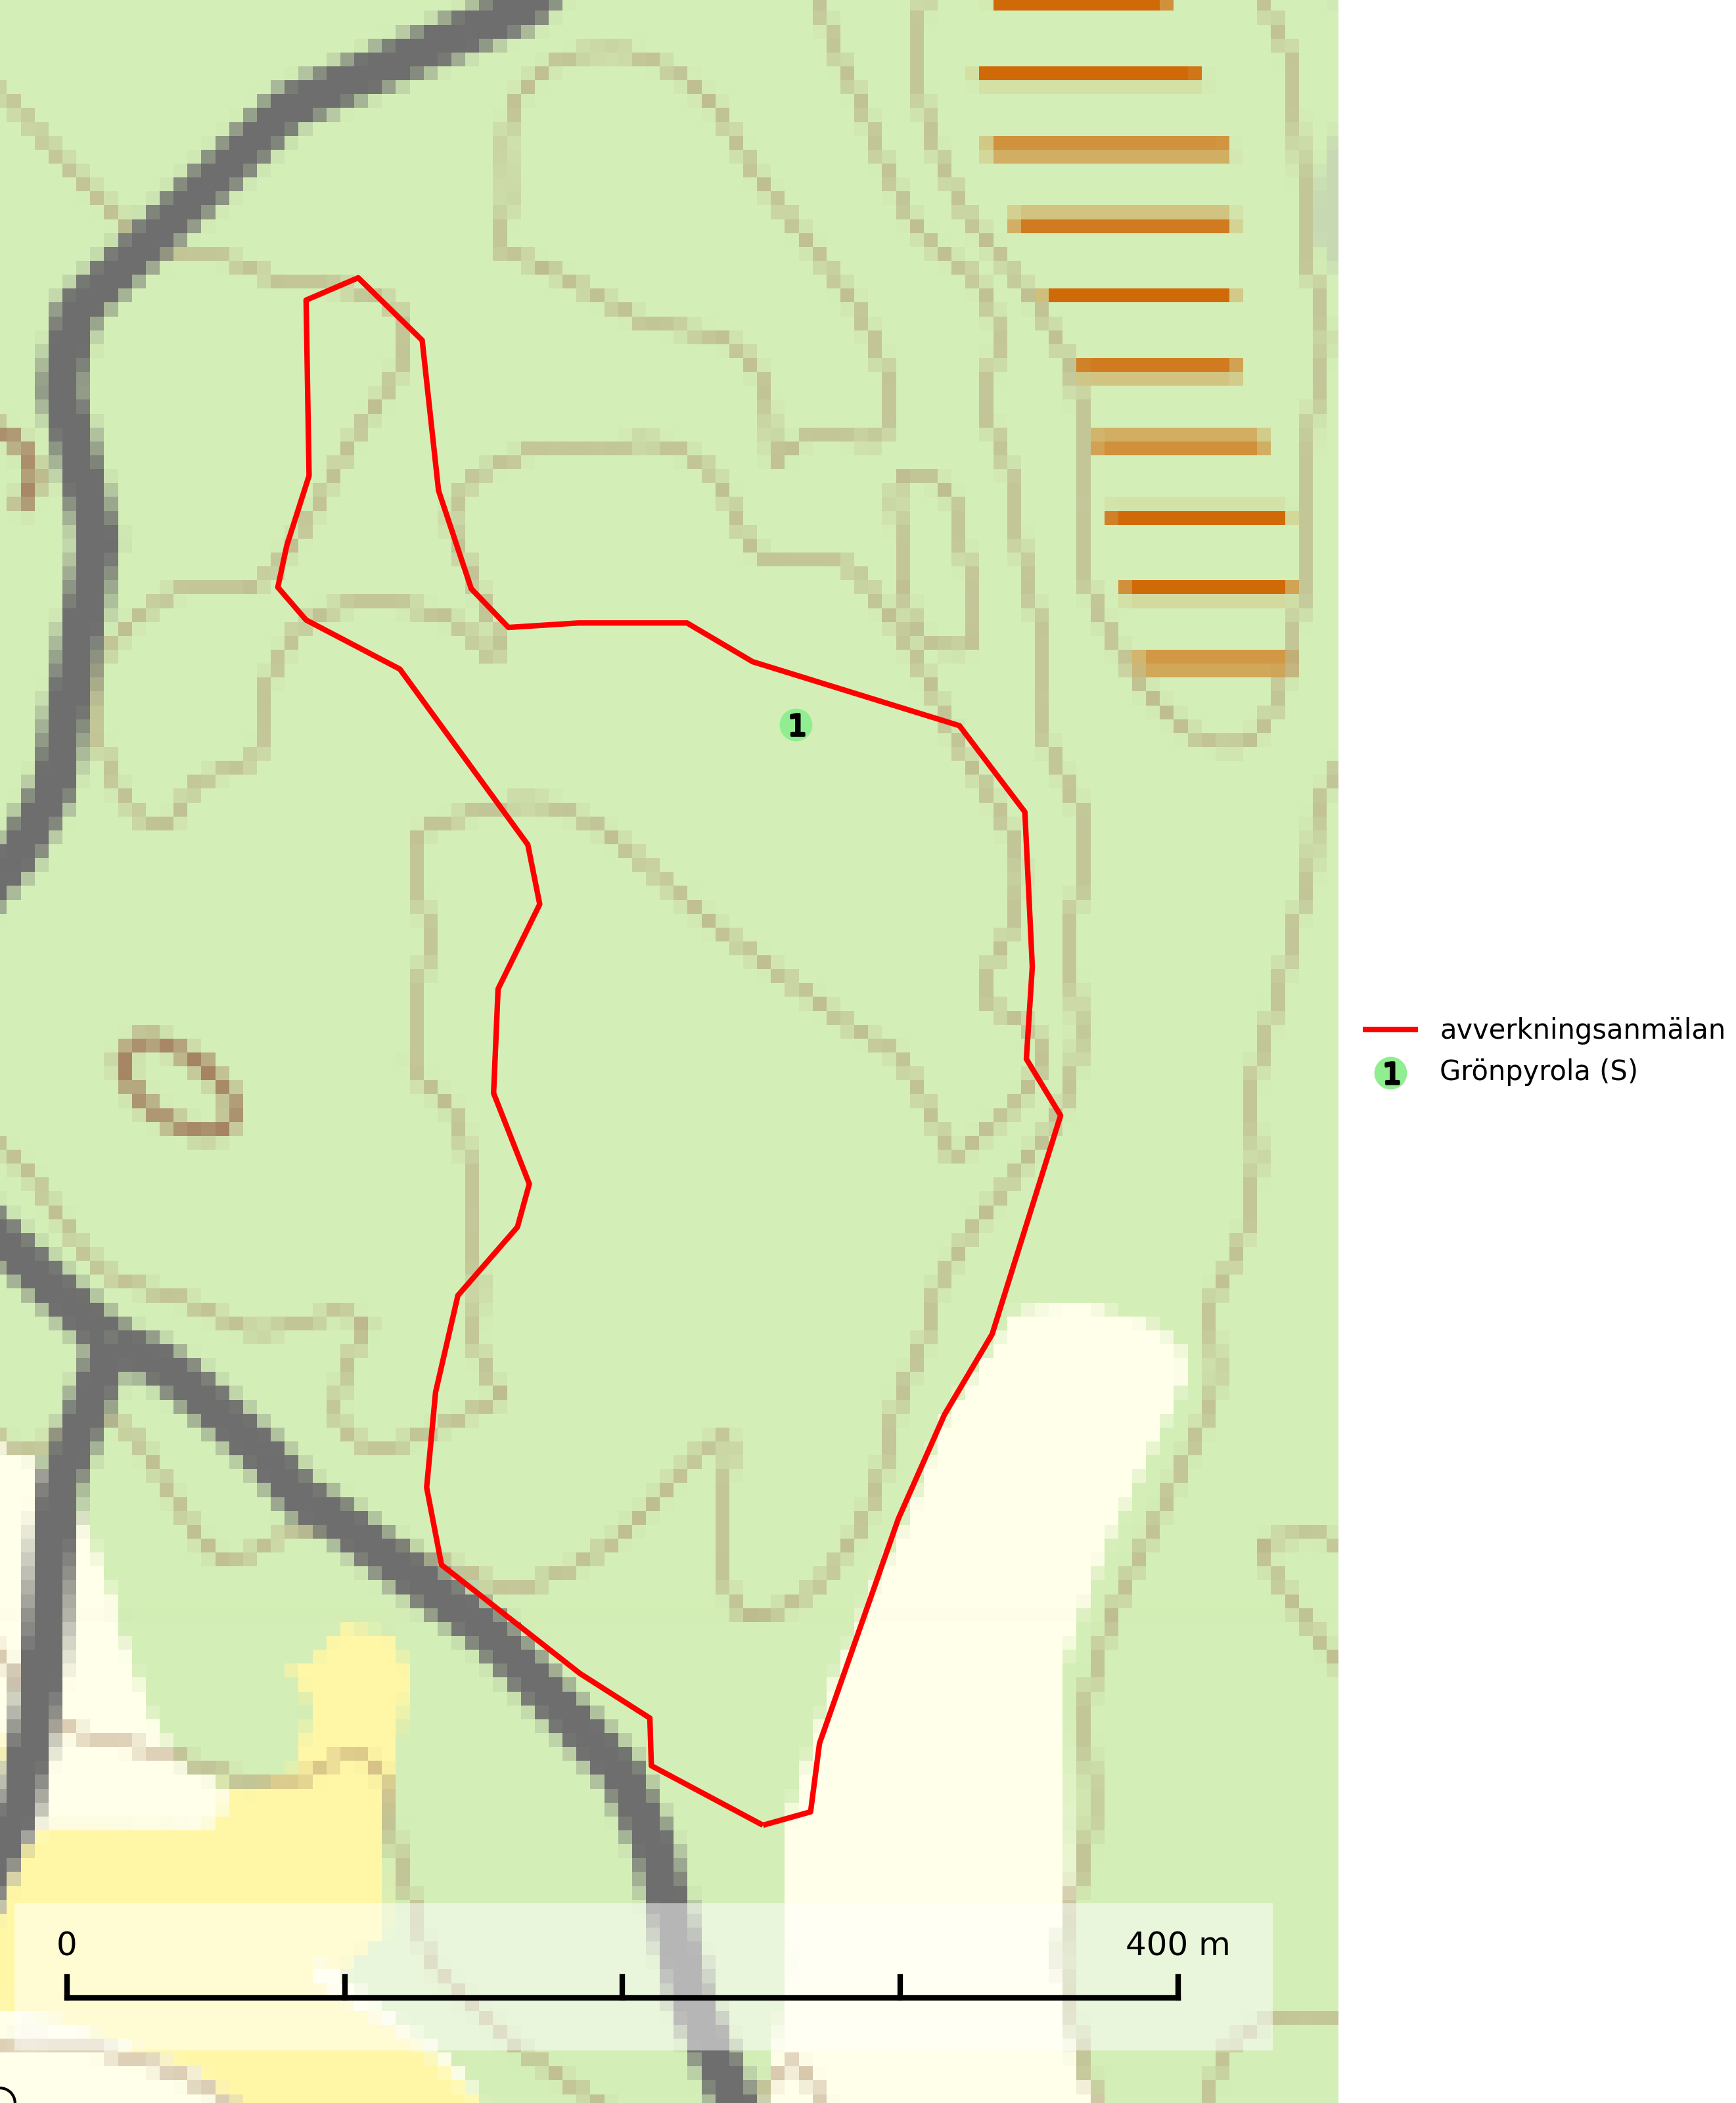 1
avverkningsanmälan
1 Grönpyrola (S)
0 400 m